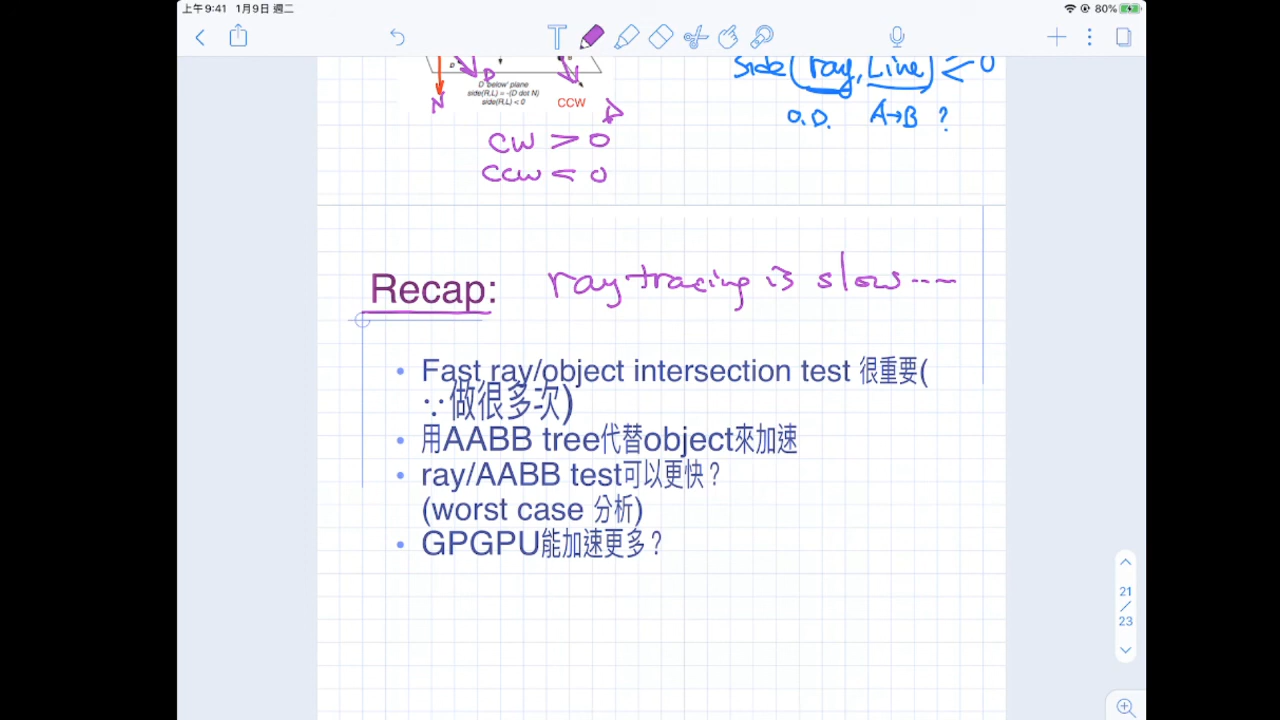 上午9:41 1月9日 週二
80%
side(ray, Line) <= 0
N
D
D 'below' plane
side(R,L) = -(D dot N)
side(R,L) < 0
CCW
O.D. A→B ?
CW > 0
CCW < 0
Recap: ray tracing is slow----
• Fast ray/object intersection test 很重要(
∵做很多次)
• 用AABB tree代替object來加速
• ray/AABB test可以更快？
(worst case 分析)
• GPGPU能加速更多？
21
/
23